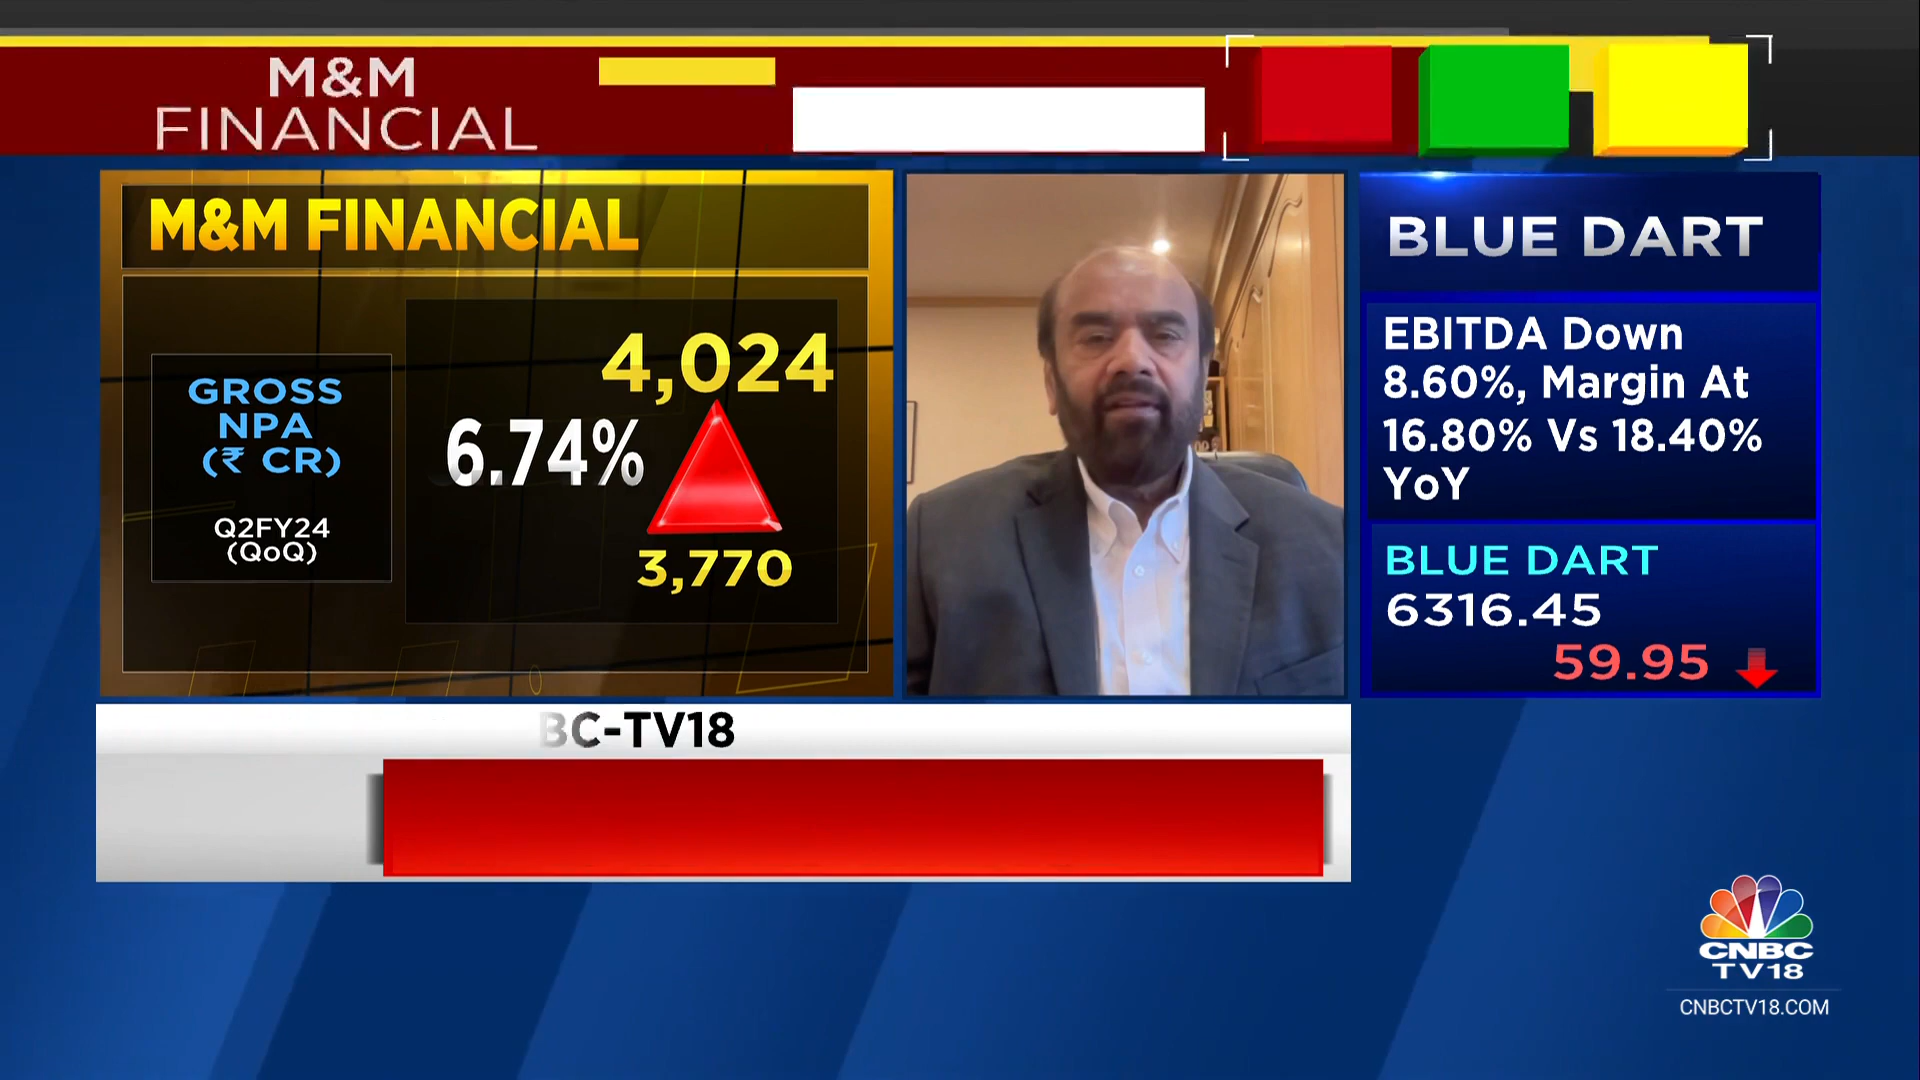 M&M
FINANCIAL
M&M FINANCIAL
GROSS
NPA
(₹ CR)
Q2FY24
(QoQ)
4,024
6.74%
3,770
BLUE DART
EBITDA Down
8.60%, Margin At
16.80% Vs 18.40%
YoY
BLUE DART
6316.45
59.95
BC-TV18
CNBC
TV18
CNBCTV18.COM